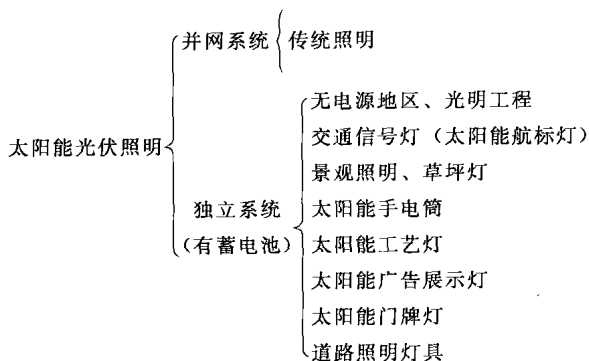 并网系统
传统照明
太阳能光伏照明
独立系统
(有蓄电池)
无电源地区、光明工程
交通信号灯(太阳能航标灯)
景观照明、草坪灯
太阳能手电筒
太阳能工艺灯
太阳能广告展示灯
太阳能门牌灯
道路照明灯具